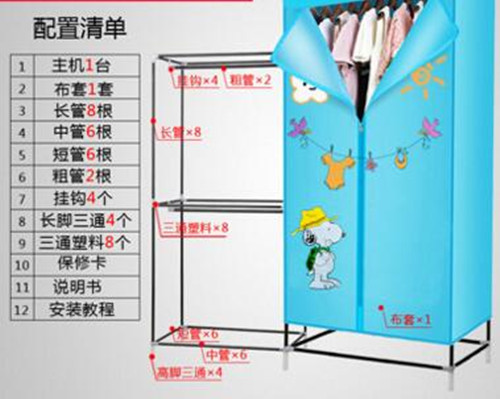 配置清单
1 主机1台
2 布套1套
3 长管8根
4 中管6根
5 短管6根
6 粗管2根
7 挂钩4个
8 长脚三通4个
9 三通塑料8个
10 保修卡
11 说明书
12 安装教程
挂钩×4
粗管×2
长管×8
三通塑料×8
短管×6
中管×6
高脚三通×4
布套×1